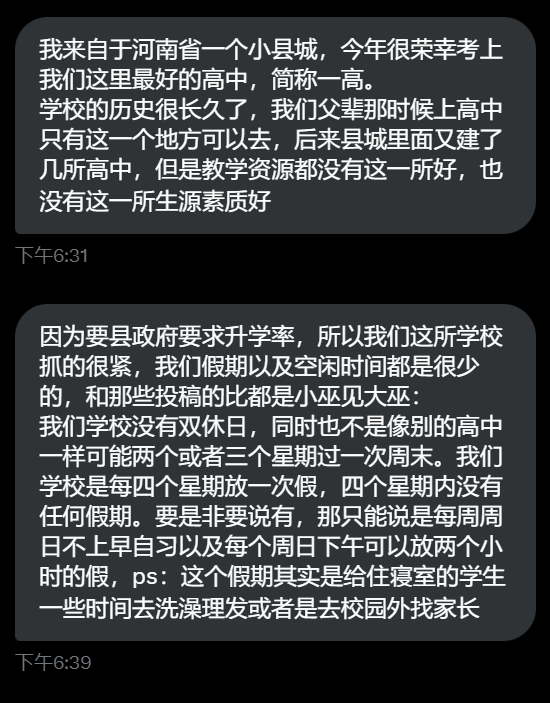 我来自于河南省一个小县城，今年很荣幸考上
我们这里最好的高中，简称一高。
学校的历史很长久了，我们父辈那时候上高中
只有这一个地方可以去，后来县城里面又建了
几所高中，但是教学资源都没有这一所好，也
没有这一所生源素质好
下午6:31
因为要县政府要求升学率，所以我们这所学校
抓的很紧，我们假期以及空闲时间都是很少
的，和那些投稿的比都是小巫见大巫：
我们学校没有双休日，同时也不是像别的高中
一样可能两个或者三个星期过一次周末。我们
学校是每四个星期放一次假，四个星期内没有
任何假期。要是非要说有，那只能说是每周周
日不上早自习以及每个周日下午可以放两个小
时的假，ps：这个假期其实是给住寝室的学生
一些时间去洗澡理发或者是去校园外找家长
下午6:39